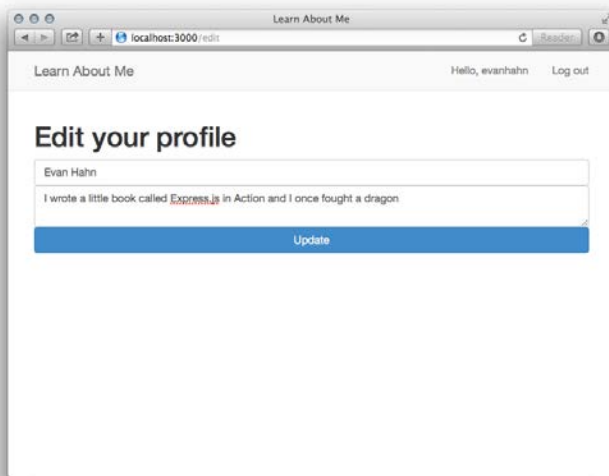 Learn About Me
localhost:3000/edit
Reader
Learn About Me
Hello, evanhahn
Log out
Edit your profile
Evan Hahn
I wrote a little book called Express.js in Action and I once fought a dragon
Update